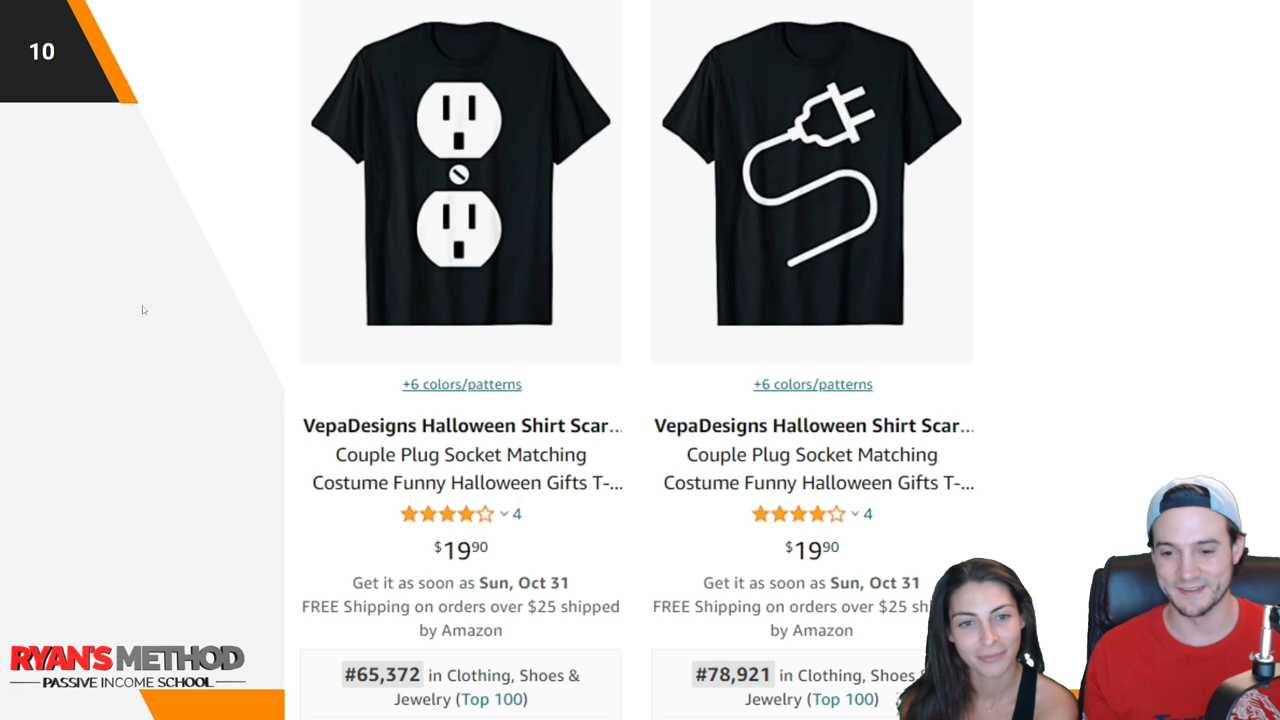 10
+6 colors/patterns
VepaDesigns Halloween Shirt Scar...
Couple Plug Socket Matching
Costume Funny Halloween Gifts T-...
4
$1990
Get it as soon as Sun, Oct 31
FREE Shipping on orders over $25 shipped
by Amazon
#65,372 in Clothing, Shoes &
Jewelry (Top 100)
+6 colors/patterns
VepaDesigns Halloween Shirt Scar...
Couple Plug Socket Matching
Costume Funny Halloween Gifts T-...
4
$1990
Get it as soon as Sun, Oct 31
FREE Shipping on orders over $25 sh
by Amazon
#78,921 in Clothing, Shoes
Jewelry (Top 100)
RYAN'S METHOD
PASSIVE INCOME SCHOOL